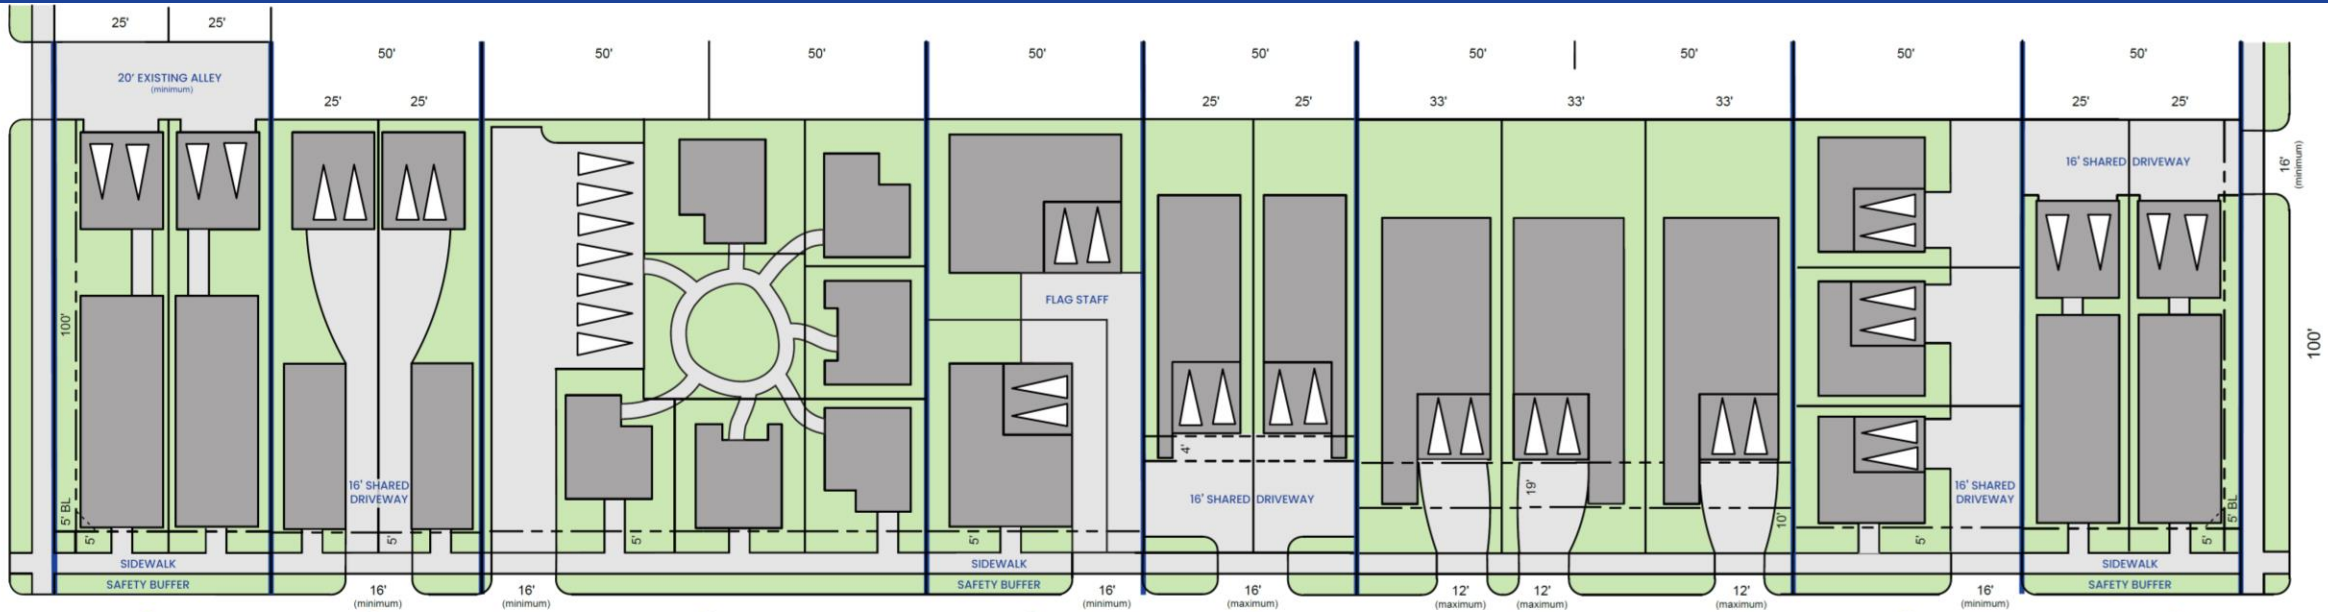 25'
25'
50'
50'
50'
50'
50'
50'
50'
50'
50'
20' EXISTING ALLEY
(minimum)
25'
25'
25'
25'
33'
33'
33'
25'
25'
16' SHARED DRIVEWAY
16'
(minimum)
100'
FLAG STAFF
100'
4'
5' BL
16' SHARED
DRIVEWAY
16' SHARED DRIVEWAY
19'
10'
16' SHARED
DRIVEWAY
5' BL
5'
5'
5'
5'
5'
5'
SIDEWALK
SIDEWALK
SIDEWALK
SAFETY BUFFER
SAFETY BUFFER
SAFETY BUFFER
16'
(minimum)
16'
(minimum)
16'
(minimum)
16'
(maximum)
12'
(maximum)
12'
(maximum)
12'
(maximum)
16'
(minimum)